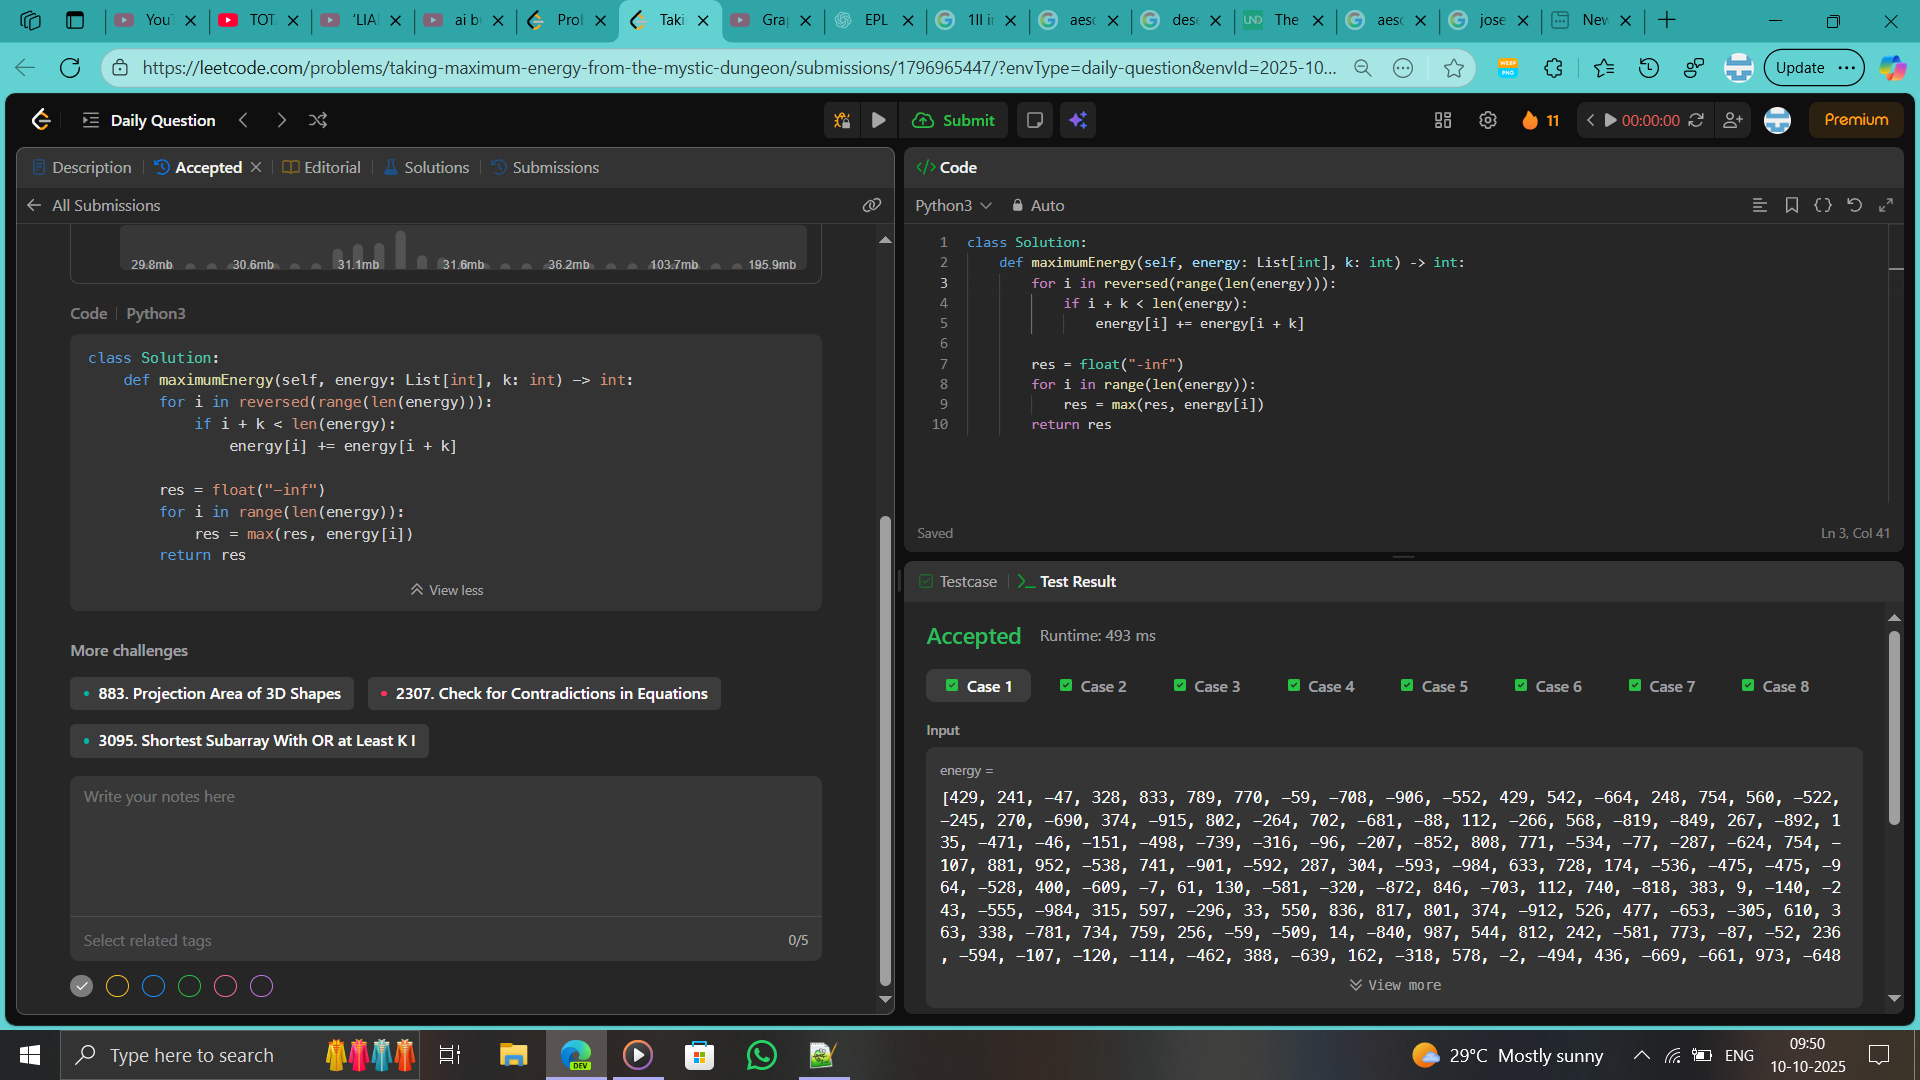 You
TOT
'LIA
ai b
Prob
Taki
Gra
EPL
1ll i
aeso
dese
The
aesc
jose
New
https://leetcode.com/problems/taking-maximum-energy-from-the-mystic-dungeon/submissions/1796965447/?envType=daily-question&envId=2025-10...
Update
Daily Question
Submit
11
00:00:00
Premium
Description
Accepted
Editorial
Solutions
Submissions
All Submissions
29.8mb 30.6mb 31.1mb 31.6mb 36.2mb 103.7mb 195.9mb
Code | Python3
class Solution:
    def maximumEnergy(self, energy: List[int], k: int) -> int:
        for i in reversed(range(len(energy))):
            if i + k < len(energy):
                energy[i] += energy[i + k]
        res = float("-inf")
        for i in range(len(energy)):
            res = max(res, energy[i])
        return res
View less
More challenges
883. Projection Area of 3D Shapes
2307. Check for Contradictions in Equations
3095. Shortest Subarray With OR at Least K I
Write your notes here
Select related tags
0/5
</> Code
Python3
Auto
1 class Solution:
2     def maximumEnergy(self, energy: List[int], k: int) -> int:
3         for i in reversed(range(len(energy))):
4             if i + k < len(energy):
5                 energy[i] += energy[i + k]
6
7         res = float("-inf")
8         for i in range(len(energy)):
9             res = max(res, energy[i])
10         return res
Saved
Ln 3, Col 41
Testcase
Test Result
Accepted
Runtime: 493 ms
Case 1
Case 2
Case 3
Case 4
Case 5
Case 6
Case 7
Case 8
Input
energy =
[429, 241, -47, 328, 833, 789, 770, -59, -708, -906, -552, 429, 542, -664, 248, 754, 560, -522,
-245, 270, -690, 374, -915, 802, -264, 702, -681, -88, 112, -266, 568, -819, -849, 267, -892, 1
35, -471, -46, -151, -498, -739, -316, -96, -207, -852, 808, 771, -534, -77, -287, -624, 754, -
107, 881, 952, -538, 741, -901, -592, 287, 304, -593, -984, 633, 728, 174, -536, -475, -475, -9
64, -528, 400, -609, -7, 61, 130, -581, -320, -872, 846, -703, 112, 740, -818, 383, 9, -140, -2
43, -555, -984, 315, 597, -296, 33, 550, 836, 817, 801, 374, -912, 526, 477, -653, -305, 610, 3
63, 338, -781, 734, 759, 256, -59, -509, 14, -840, 987, 544, 812, 242, -581, 773, -87, -52, 236
, -594, -107, -120, -114, -462, 388, -639, 162, -318, 578, -2, -494, 436, -669, -661, 973, -648
View more
Type here to search
DEV
29°C Mostly sunny
ENG
09:50
10-10-2025